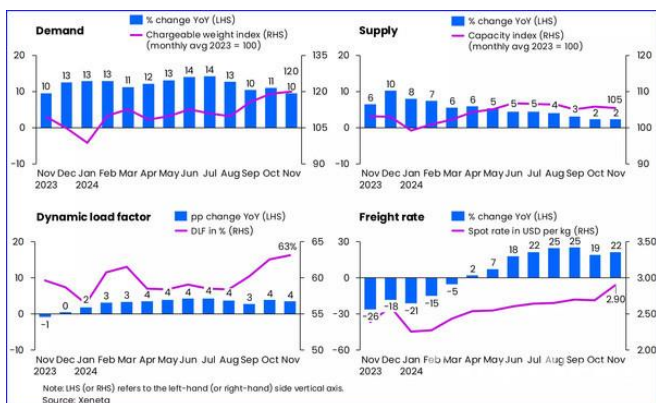 Demand
% change YoY (LHS)
Chargeable weight index (RHS)
(monthly avg 2023 = 100)
20 135
10 120
0 105
-10 90
10 13 13 13 11 12 13 14 14 13 10 11 10
120
Nov Dec Jan Feb Mar Apr May Jun Jul Aug Sep Oct Nov
2023 2024
Supply
% change YoY (LHS)
Capacity index (RHS)
(monthly avg 2023 = 100)
20 120
10 110
0 100
-10 90
6 10 8 7 6 6 5 5 5 4 3 2 2
105
Nov Dec Jan Feb Mar Apr May Jun Jul Aug Sep Oct Nov
2023 2024
Dynamic load factor
pp change YoY (LHS)
DLF in % (RHS)
20 65
10 60
0 55
-10 50
-1 0 2 3 3 4 4 4 4 4 3 4 4
63%
Nov Dec Jan Feb Mar Apr May Jun Jul Aug Sep Oct Nov
2023 2024
Freight rate
% change YoY (LHS)
Spot rate in USD per kg (RHS)
30 3.50
0 3.00
-30 2.50
-60 2.00
-26 -18 -21 -15 -5 2 7 18 22 25 25 19 22
2.90
Nov Dec Jan Feb Mar Apr May Jun Jul Aug Sep Oct Nov
2023 2024
Note: LHS (or RHS) refers to the left-hand (or right-hand) side vertical axis.
Source: Xeneta